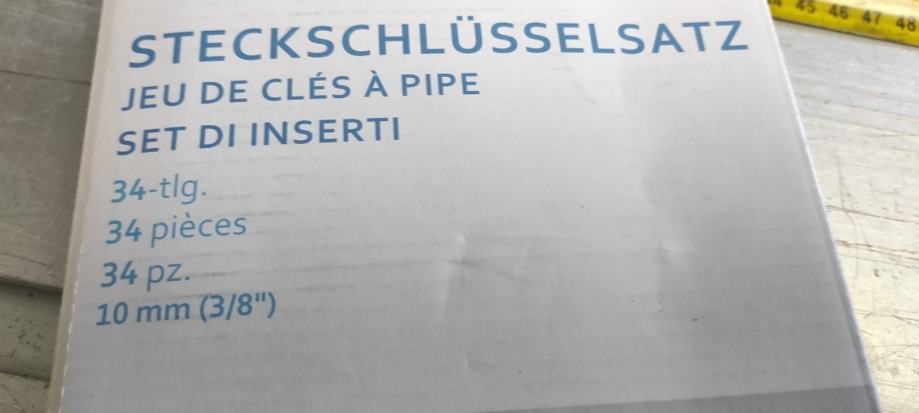 STECKSCHLÜSSELSATZ
JEU DE CLÉS À PIPE
SET DI INSERTI
34-tlg.
34 pièces
34 pz.
10 mm (3/8")
45 46 47 48